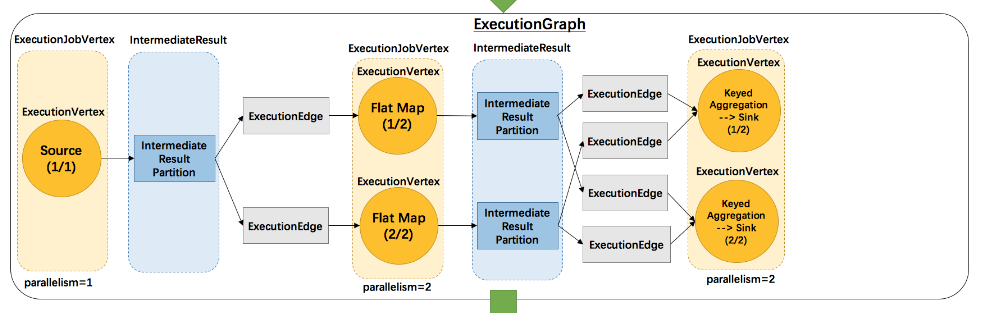 ExecutionGraph
ExecutionJobVertex
IntermediateResult
ExecutionJobVertex
IntermediateResult
ExecutionJobVertex
ExecutionVertex
Source
(1/1)
parallelism=1
Intermediate
Result
Partition
ExecutionEdge
ExecutionEdge
ExecutionVertex
Flat Map
(1/2)
ExecutionVertex
Flat Map
(2/2)
parallelism=2
Intermediate
Result
Partition
Intermediate
Result
Partition
ExecutionEdge
ExecutionEdge
ExecutionEdge
ExecutionEdge
ExecutionVertex
Keyed
Aggregation
--> Sink
(1/2)
ExecutionVertex
Keyed
Aggregation
--> Sink
(2/2)
parallelism=2